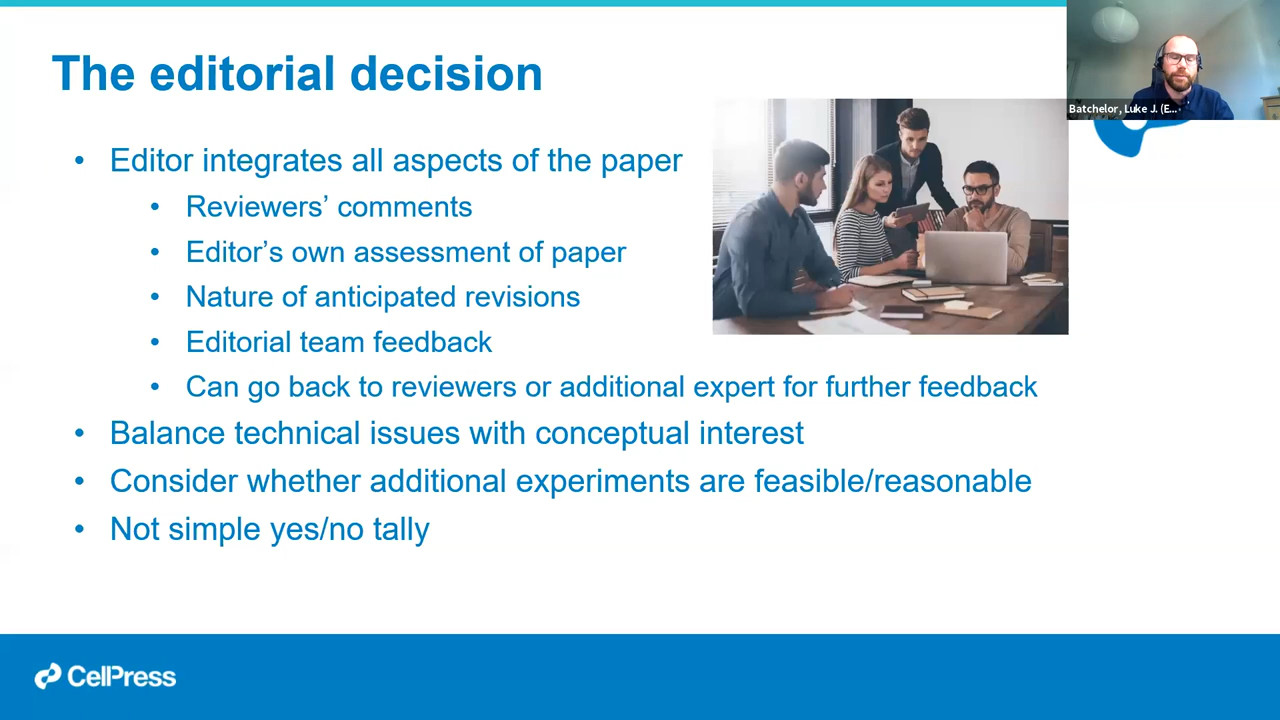 The editorial decision
Batchelor, Luke J. (E...
• Editor integrates all aspects of the paper
• Reviewers’ comments
• Editor’s own assessment of paper
• Nature of anticipated revisions
• Editorial team feedback
• Can go back to reviewers or additional expert for further feedback
• Balance technical issues with conceptual interest
• Consider whether additional experiments are feasible/reasonable
• Not simple yes/no tally
CellPress